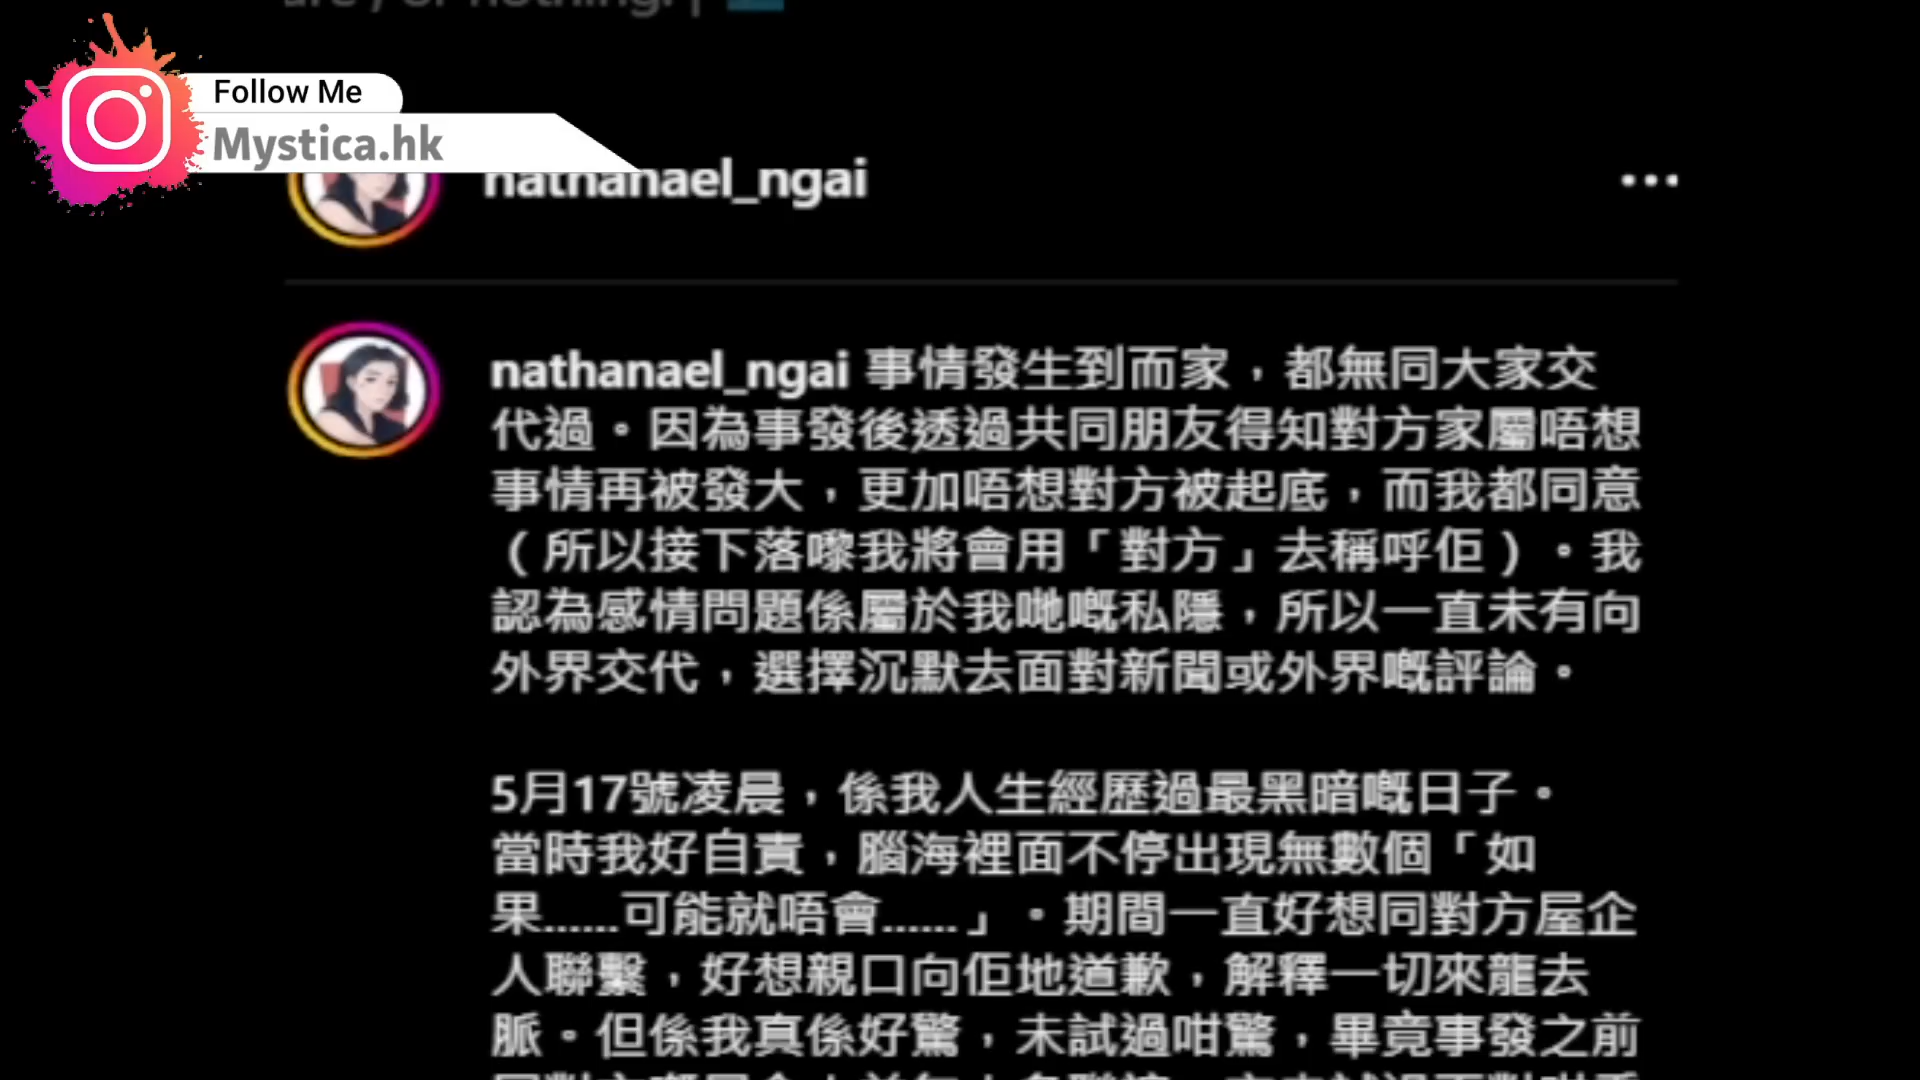 or nothing. |
Follow Me
Mystica.hk
nathanael_ngai
nathanael_ngai 事情發生到而家，都無同大家交
代過。因為事發後透過共同朋友得知對方家屬唔想
事情再被發大，更加唔想對方被起底，而我都同意
（所以接下落嚟我將會用「對方」去稱呼佢）。我
認為感情問題係屬於我哋嘅私隱，所以一直未有向
外界交代，選擇沉默去面對新聞或外界嘅評論。
5月17號凌晨，係我人生經歷過最黑暗嘅日子。
當時我好自責，腦海裡面不停出現無數個「如
果......可能就唔會......」。期間一直好想同對方屋企
人聯繫，好想親口向佢地道歉，解釋一切來龍去
脈。但係我真係好驚，未試過咁驚，畢竟事發之前